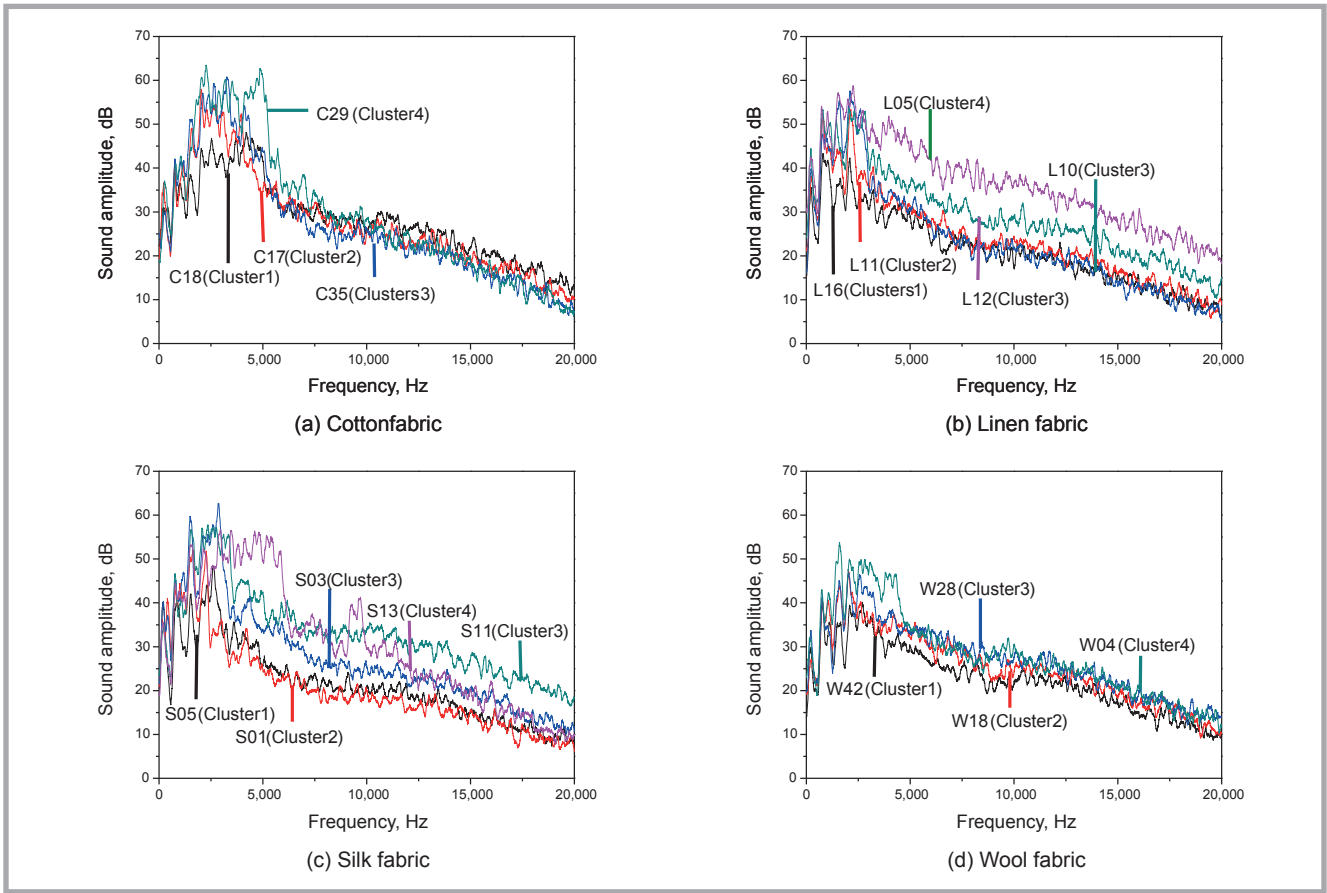 70
60
50
40
30
20
10
0
Sound amplitude, dB
C29 (Cluster4)
C17(Cluster2)
C18(Cluster1)
C35(Clusters3)
0 5,000 10,000 15,000 20,000
Frequency, Hz
(a) Cottonfabric
70
60
50
40
30
20
10
0
Sound amplitude, dB
L05(Cluster4)
L10(Cluster3)
L11(Cluster2)
L16(Clusters1)
L12(Cluster3)
0 5,000 10,000 15,000 20,000
Frequency, Hz
(b) Linen fabric
70
60
50
40
30
20
10
0
Sound amplitude, dB
S03(Cluster3)
S13(Cluster4)
S11(Cluster3)
S05(Cluster1)
S01(Cluster2)
0 5,000 10,000 15,000 20,000
Frequency, Hz
(c) Silk fabric
70
60
50
40
30
20
10
0
Sound amplitude, dB
W28(Cluster3)
W04(Cluster4)
W42(Cluster1)
W18(Cluster2)
0 5,000 10,000 15,000 20,000
Frequency, Hz
(d) Wool fabric